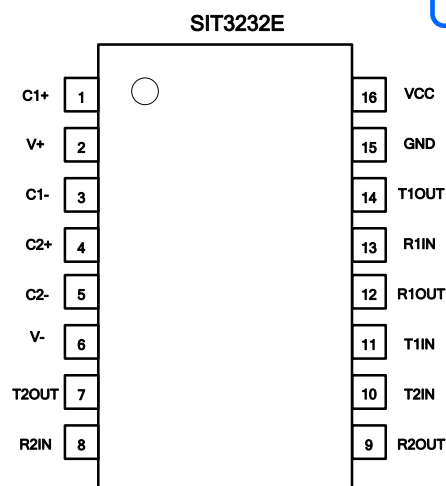 SIT3232E
C1+ 1 16 VCC
V+ 2 15 GND
C1- 3 14 T1OUT
C2+ 4 13 R1IN
C2- 5 12 R1OUT
V- 6 11 T1IN
T2OUT 7 10 T2IN
R2IN 8 9 R2OUT